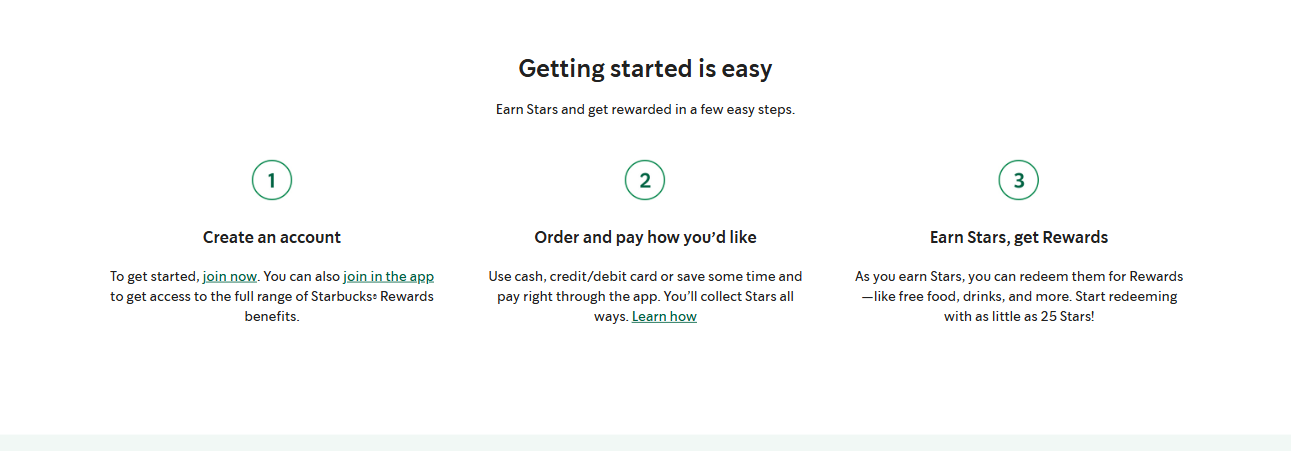 Getting started is easy
Earn Stars and get rewarded in a few easy steps.
1
Create an account
To get started, join now. You can also join in the app
to get access to the full range of Starbucks® Rewards
benefits.
2
Order and pay how you’d like
Use cash, credit/debit card or save some time and
pay right through the app. You’ll collect Stars all
ways. Learn how
3
Earn Stars, get Rewards
As you earn Stars, you can redeem them for Rewards
—like free food, drinks, and more. Start redeeming
with as little as 25 Stars!